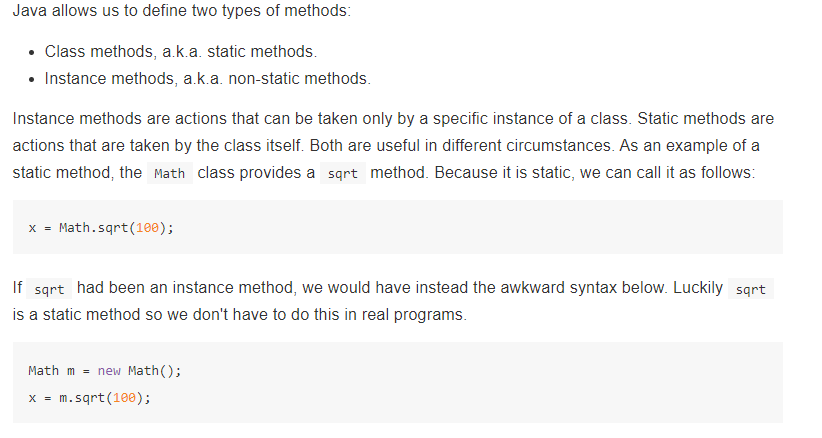 Java allows us to define two types of methods:
• Class methods, a.k.a. static methods.
• Instance methods, a.k.a. non-static methods.
Instance methods are actions that can be taken only by a specific instance of a class. Static methods are
actions that are taken by the class itself. Both are useful in different circumstances. As an example of a
static method, the Math class provides a sqrt method. Because it is static, we can call it as follows:
x = Math.sqrt(100);
If sqrt had been an instance method, we would have instead the awkward syntax below. Luckily sqrt
is a static method so we don't have to do this in real programs.
Math m = new Math();
x = m.sqrt(100);